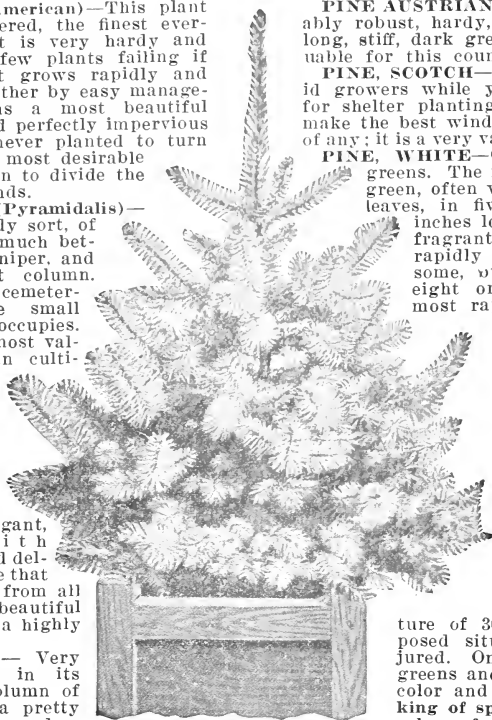 American)—This plant
ered, the finest ever-
t is very hardy and
few plants failing if
t grows rapidly and
ther by easy manage-
as a most beautiful
d perfectly impervious
never planted to turn
most desirable
n to divide the
nds.
Pyramidalis)—
dy sort, of
much bet-
niper, and
t column.
cemeter-
e small
occupies.
most val-
n culti-
gant,
ith
d del-
e that
from all
beautiful
a highly
— Very
in its
olumn of
a pretty
PINE AUSTRIAN
ably robust, hardy,
long, stiff, dark gre
uable for this coun
PINE, SCOTCH—
id growers while y
for shelter planting
make the best wind
of any; it is a very va
PINE, WHITE—
greens. The
green, often
leaves, in fiv
inches lo
fragrant
rapidly
some,
eight or
most ra
ture of 3
posed situ
jured. Or
greens and
color and
king of sp